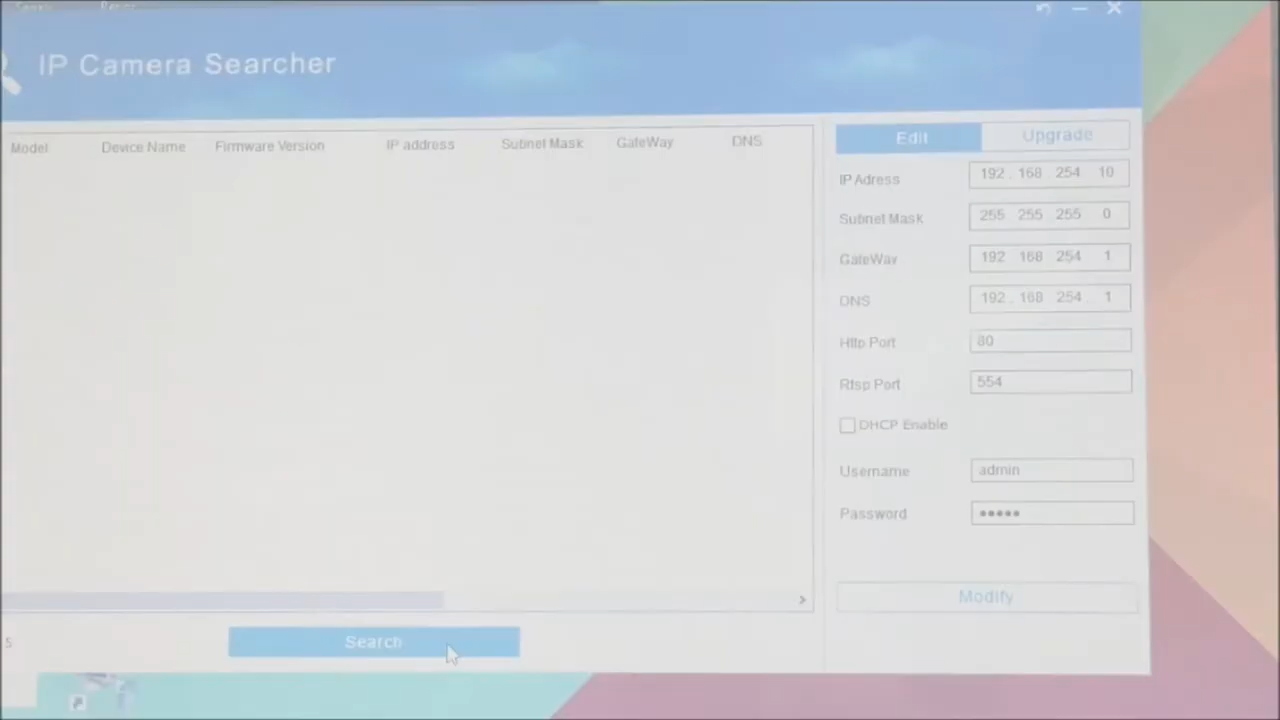 IP Camera Searcher
Model Device Name Firmware Version IP address Subnet Mask GateWay DNS
Edit Upgrade
IP Adress 192 . 168 254 10
Subnet Mask 255 255 255 0
GateWay 192 168 254 1
DNS 192 . 168 254 . 1
Http Port 80
Rtsp Port 554
DHCP Enable
Username admin
Password •••••
Modify
s
Search